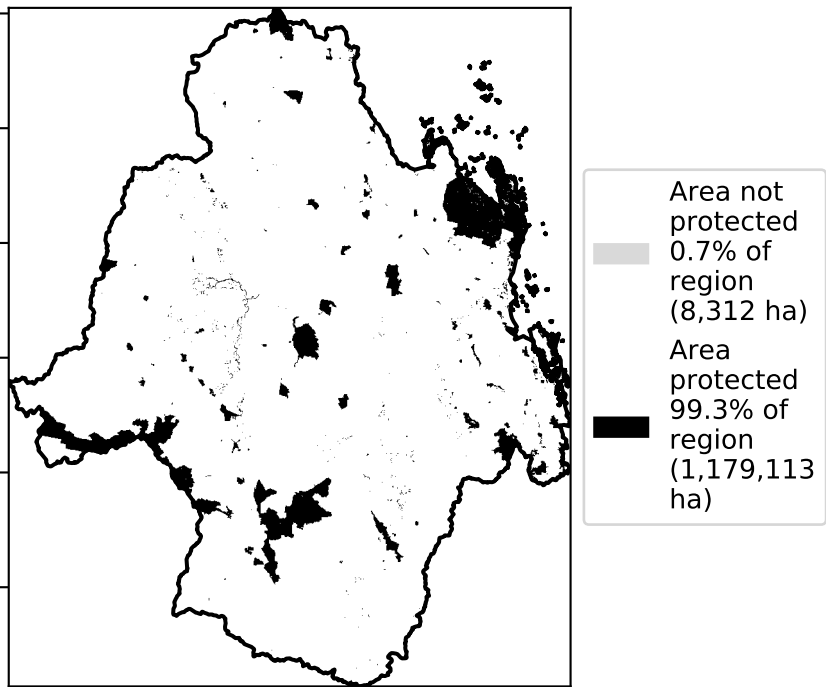 Area not
protected
0.7% of
region
(8,312 ha)
Area
protected
99.3% of
region
(1,179,113
ha)